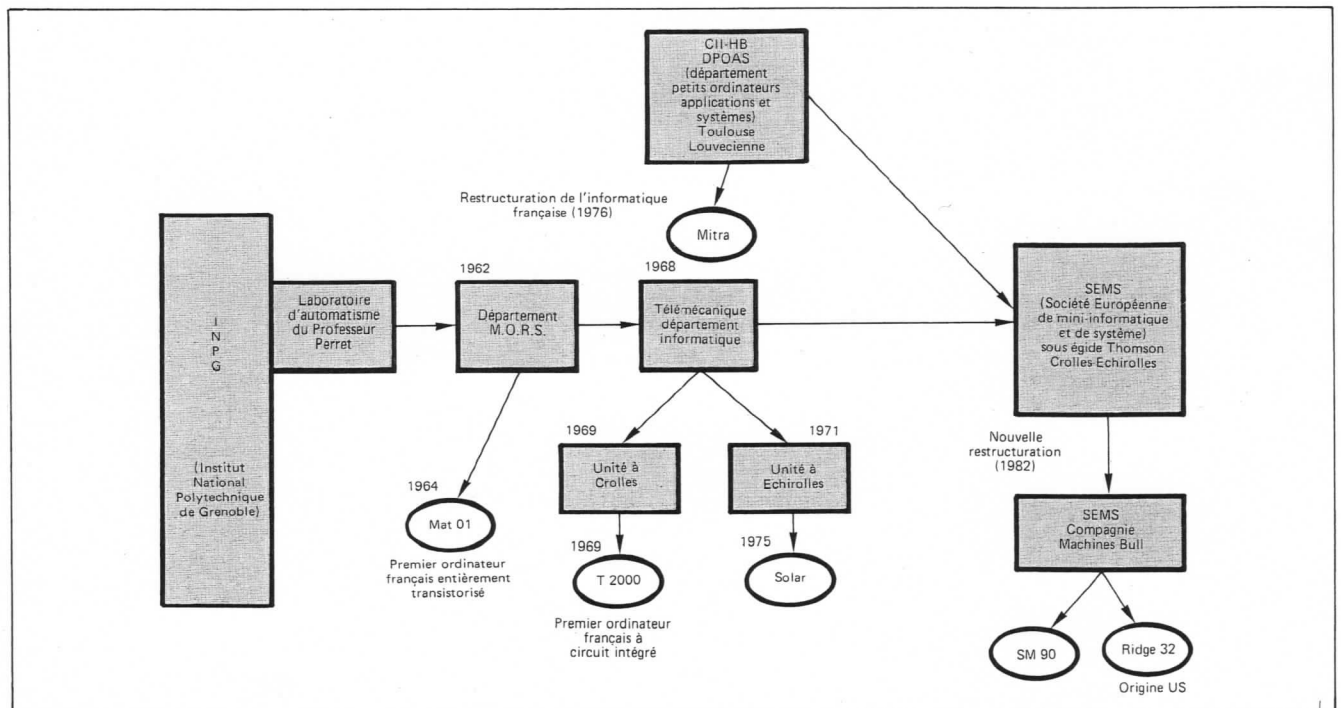 CII-HB
DPOAS
(département
petits ordinateurs
applications et
systèmes)
Toulouse
Louvecienne
Restructuration de l'informatique
française (1976)
Mitra
I
N
P
G
(Institut
National
Polytechnique
de Grenoble)
Laboratoire
d'automatisme
du Professeur
Perret
1962
Département
M.O.R.S.
1968
Télémécanique
département
informatique
SEMS
(Société Européenne
de mini-informatique
et de système)
sous égide Thomson
Crolles-Echirolles
1964
Mat 01
Premier ordinateur
français entièrement
transistorisé
1969
Unité à
Crolles
1971
Unité à
Echirolles
1969
T 2000
Premier ordinateur
français à
circuit intégré
1975
Solar
Nouvelle
restructuration
(1982)
SEMS
Compagnie
Machines Bull
SM 90
Ridge 32
Origine US